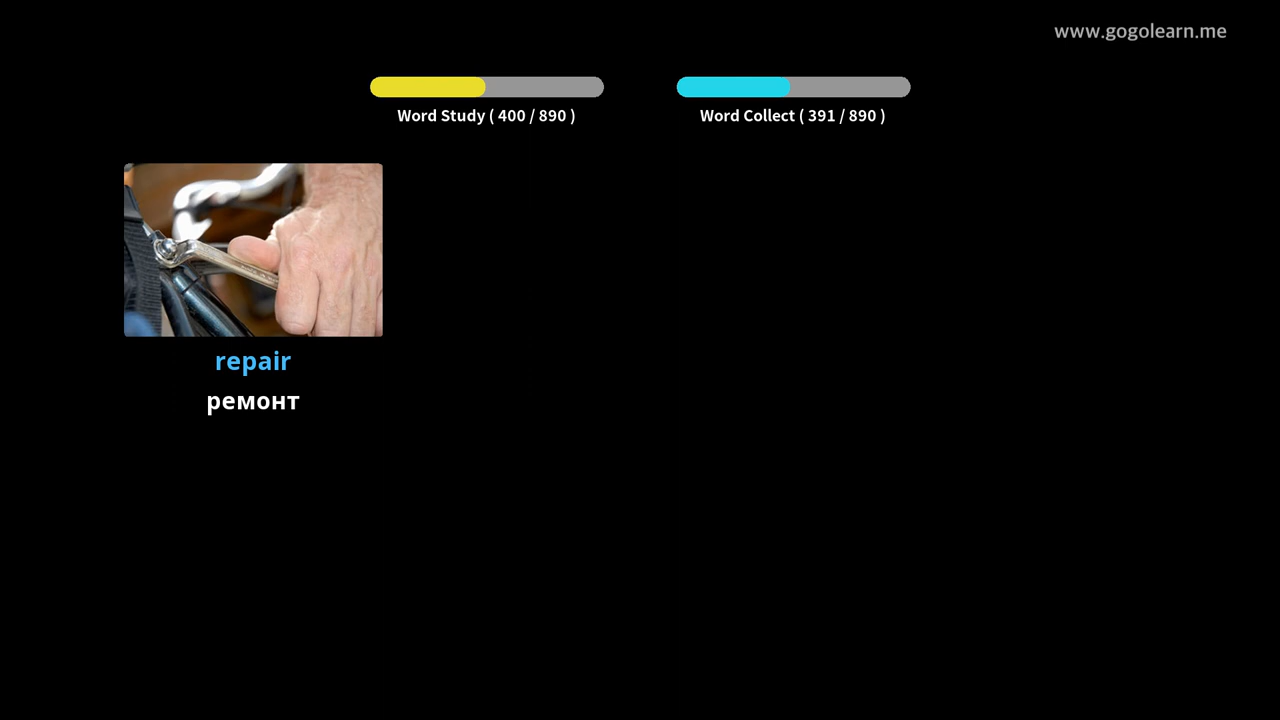 www.gogolearn.me
Word Study ( 400 / 890 )
Word Collect ( 391 / 890 )
repair
ремонт